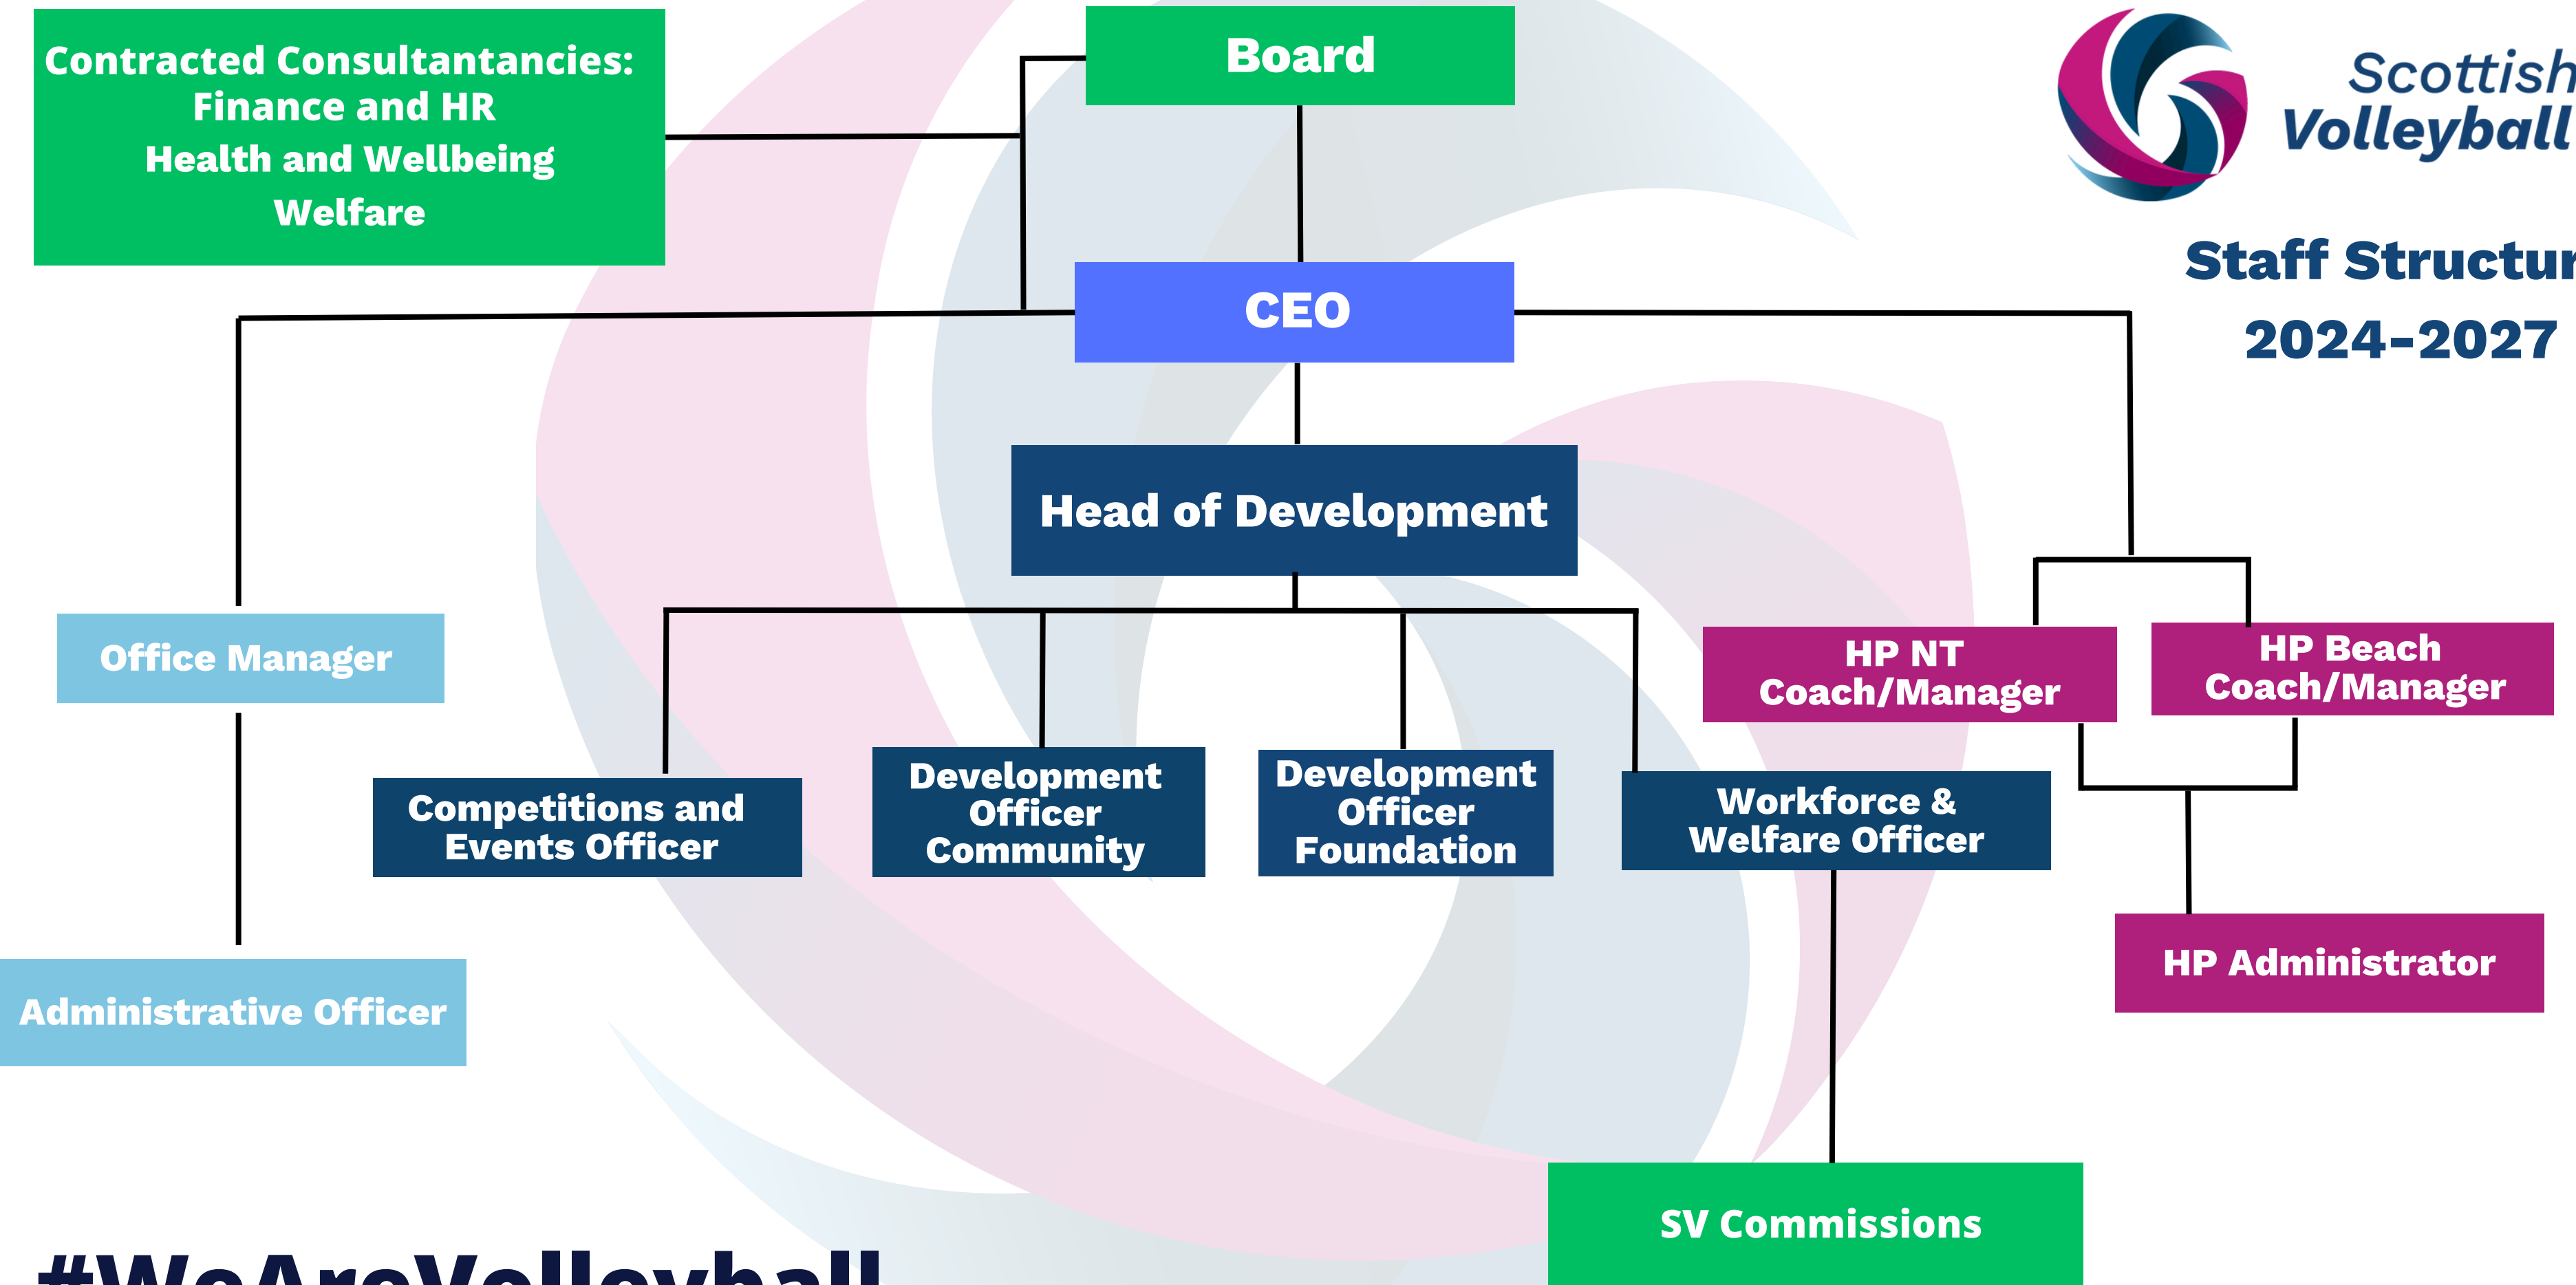 Contracted Consultantancies:
Finance and HR
Health and Wellbeing
Welfare
Board
Scottish
Volleyball
Staff Structur
2024-2027
CEO
Head of Development
Office Manager
HP NT
Coach/Manager
HP Beach
Coach/Manager
Competitions and
Events Officer
Development
Officer
Community
Development
Officer
Foundation
Workforce &
Welfare Officer
HP Administrator
Administrative Officer
SV Commissions
#WeAreVolleyball